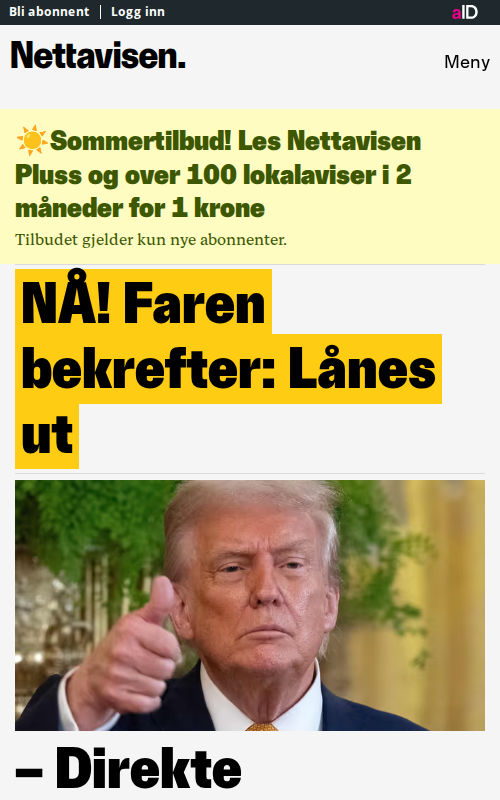 Bli abonnent | Logg inn
aID
Nettavisen.
Meny
☀️Sommertilbud! Les Nettavisen
Pluss og over 100 lokalaviser i 2
måneder for 1 krone
Tilbudet gjelder kun nye abonnenter.
NÅ! Faren
bekrefter: Lånes
ut
– Direkte